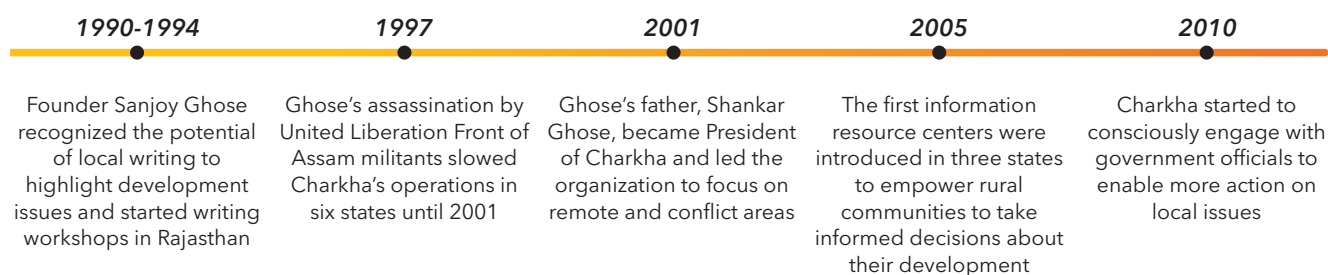 1990-1994
Founder Sanjoy Ghose
recognized the potential
of local writing to
highlight development
issues and started writing
workshops in Rajasthan
1997
Ghose’s assassination by
United Liberation Front of
Assam militants slowed
Charkha’s operations in
six states until 2001
2001
Ghose’s father, Shankar
Ghose, became President
of Charkha and led the
organization to focus on
remote and conflict areas
2005
The first information
resource centers were
introduced in three states
to empower rural
communities to take
informed decisions about
their development
2010
Charkha started to
consciously engage with
government officials to
enable more action on
local issues